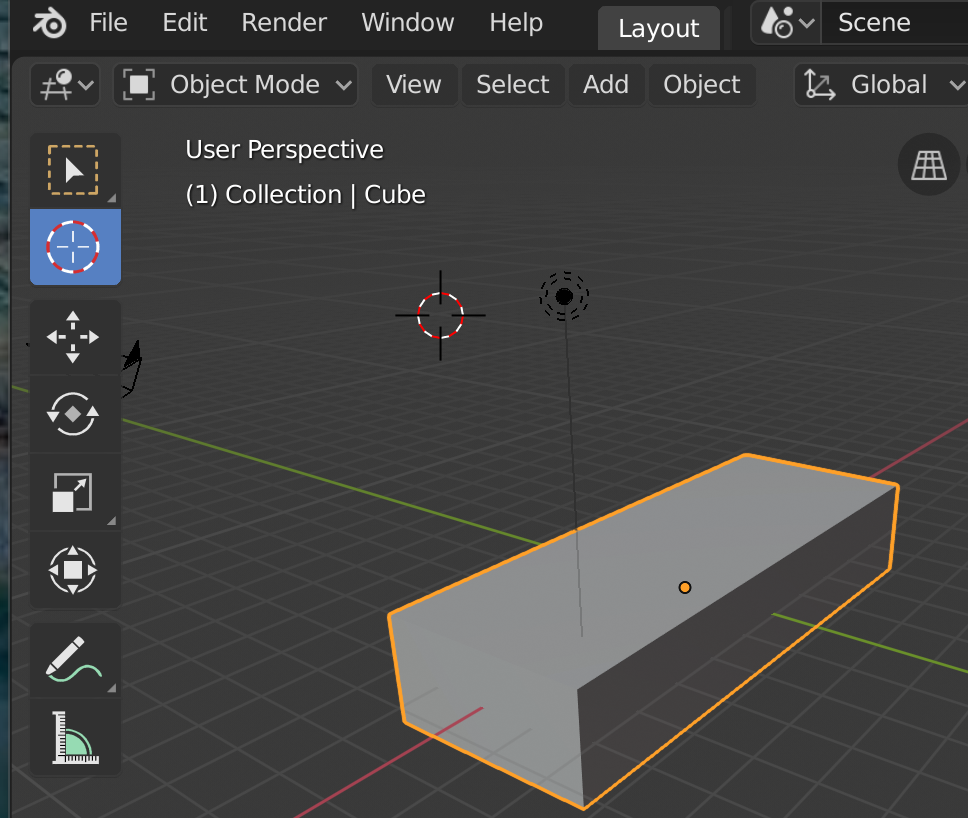 File Edit Render Window Help Layout Scene
Object Mode View Select Add Object Global
User Perspective
(1) Collection | Cube